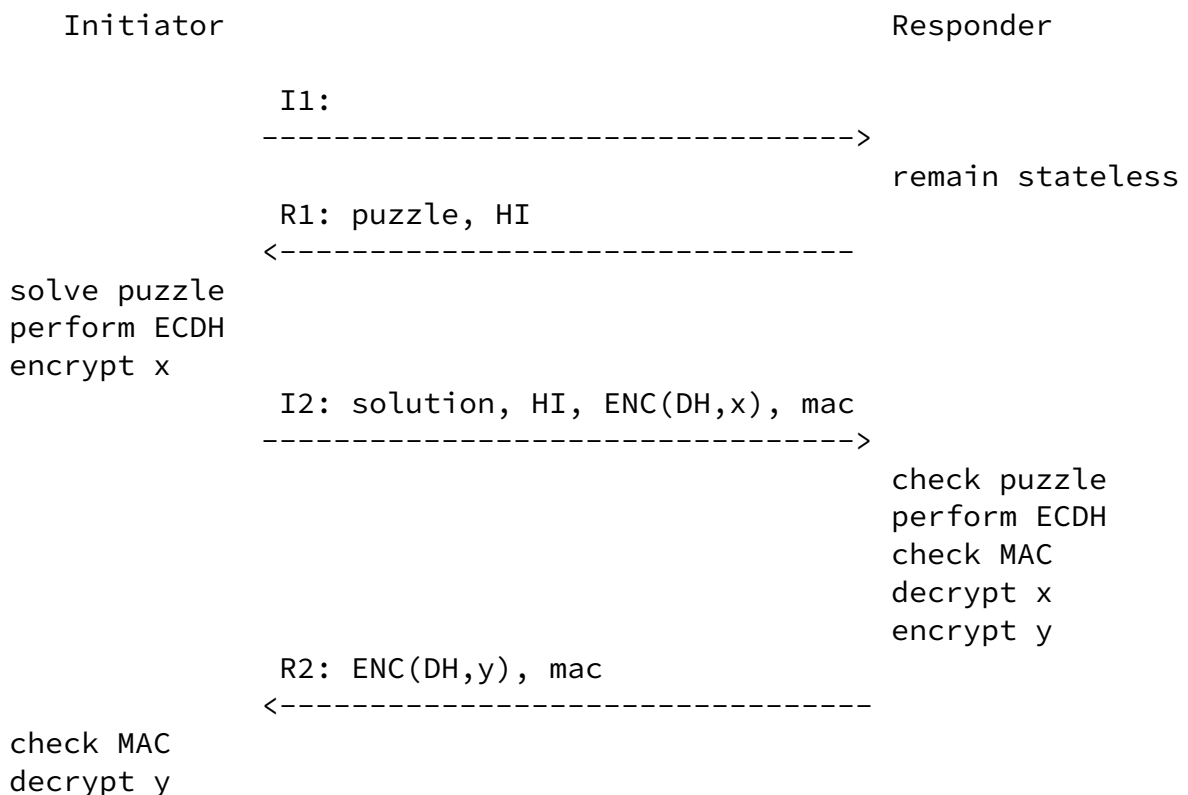 Initiator                                     Responder
I1:
--------------------------------->
remain stateless
R1: puzzle, HI
<--------------------------------
solve puzzle
perform ECDH
encrypt x
I2: solution, HI, ENC(DH,x), mac
--------------------------------->
check puzzle
perform ECDH
check MAC
decrypt x
encrypt y
R2: ENC(DH,y), mac
<---------------------------------
check MAC
decrypt y